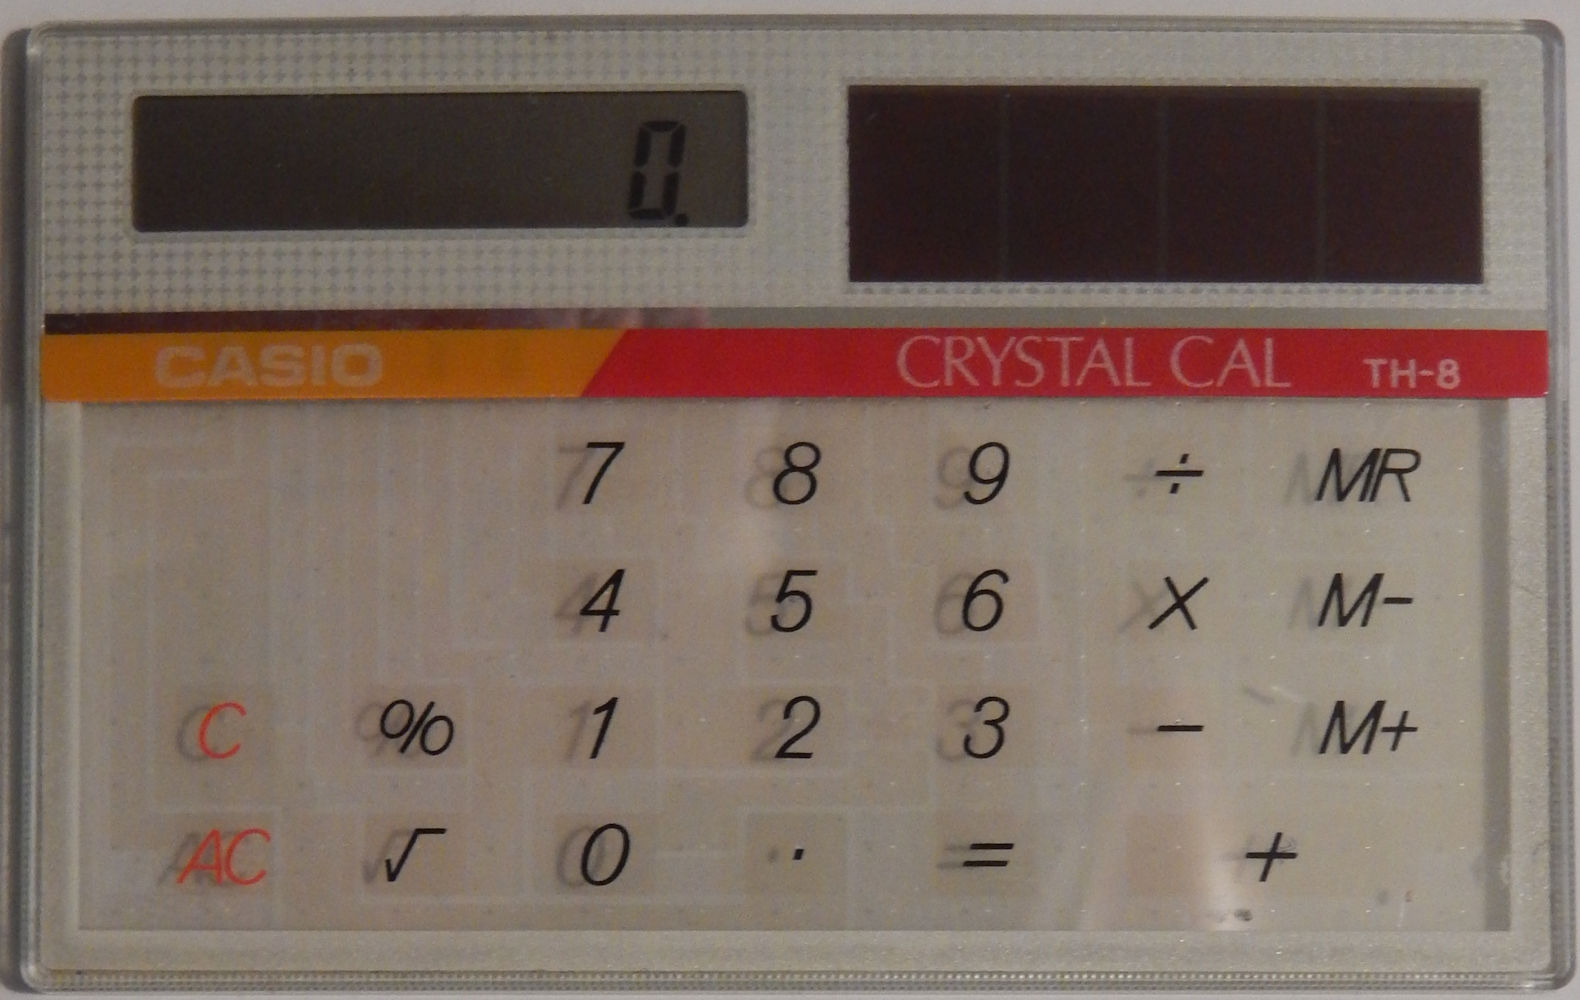 0.
CASIO CRYSTAL CAL TH-8
7 8 9 ÷ MR
4 5 6 × M−
C % 1 2 3 − M+
AC √ 0 · = +